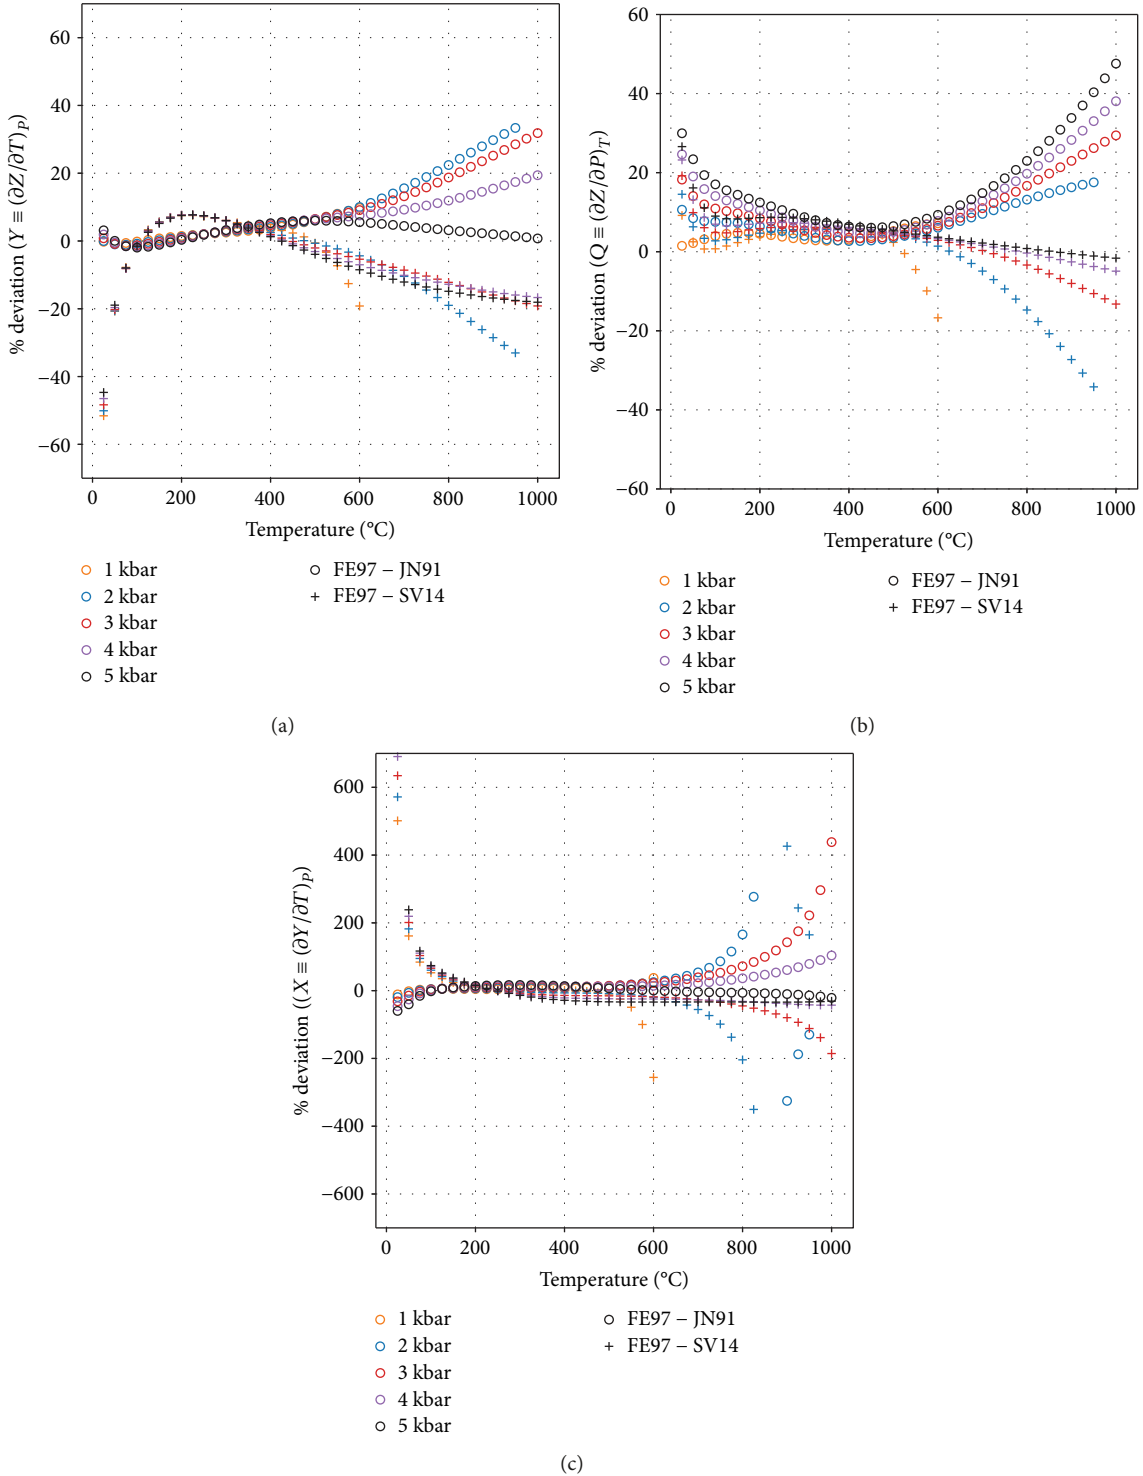 % deviation (Y ≡ (∂Z/∂T)P)
60
40
20
0
−20
−40
−60
0 200 400 600 800 1000
Temperature (°C)
1 kbar
2 kbar
3 kbar
4 kbar
5 kbar
FE97 − JN91
FE97 − SV14
(a)
% deviation (Q ≡ (∂Z/∂P)T)
60
40
20
0
−20
−40
−60
0 200 400 600 800 1000
Temperature (°C)
1 kbar
2 kbar
3 kbar
4 kbar
5 kbar
FE97 − JN91
FE97 − SV14
(b)
% deviation ((X ≡ (∂Y/∂T)P)
600
400
200
0
−200
−400
−600
0 200 400 600 800 1000
Temperature (°C)
1 kbar
2 kbar
3 kbar
4 kbar
5 kbar
FE97 − JN91
FE97 − SV14
(c)